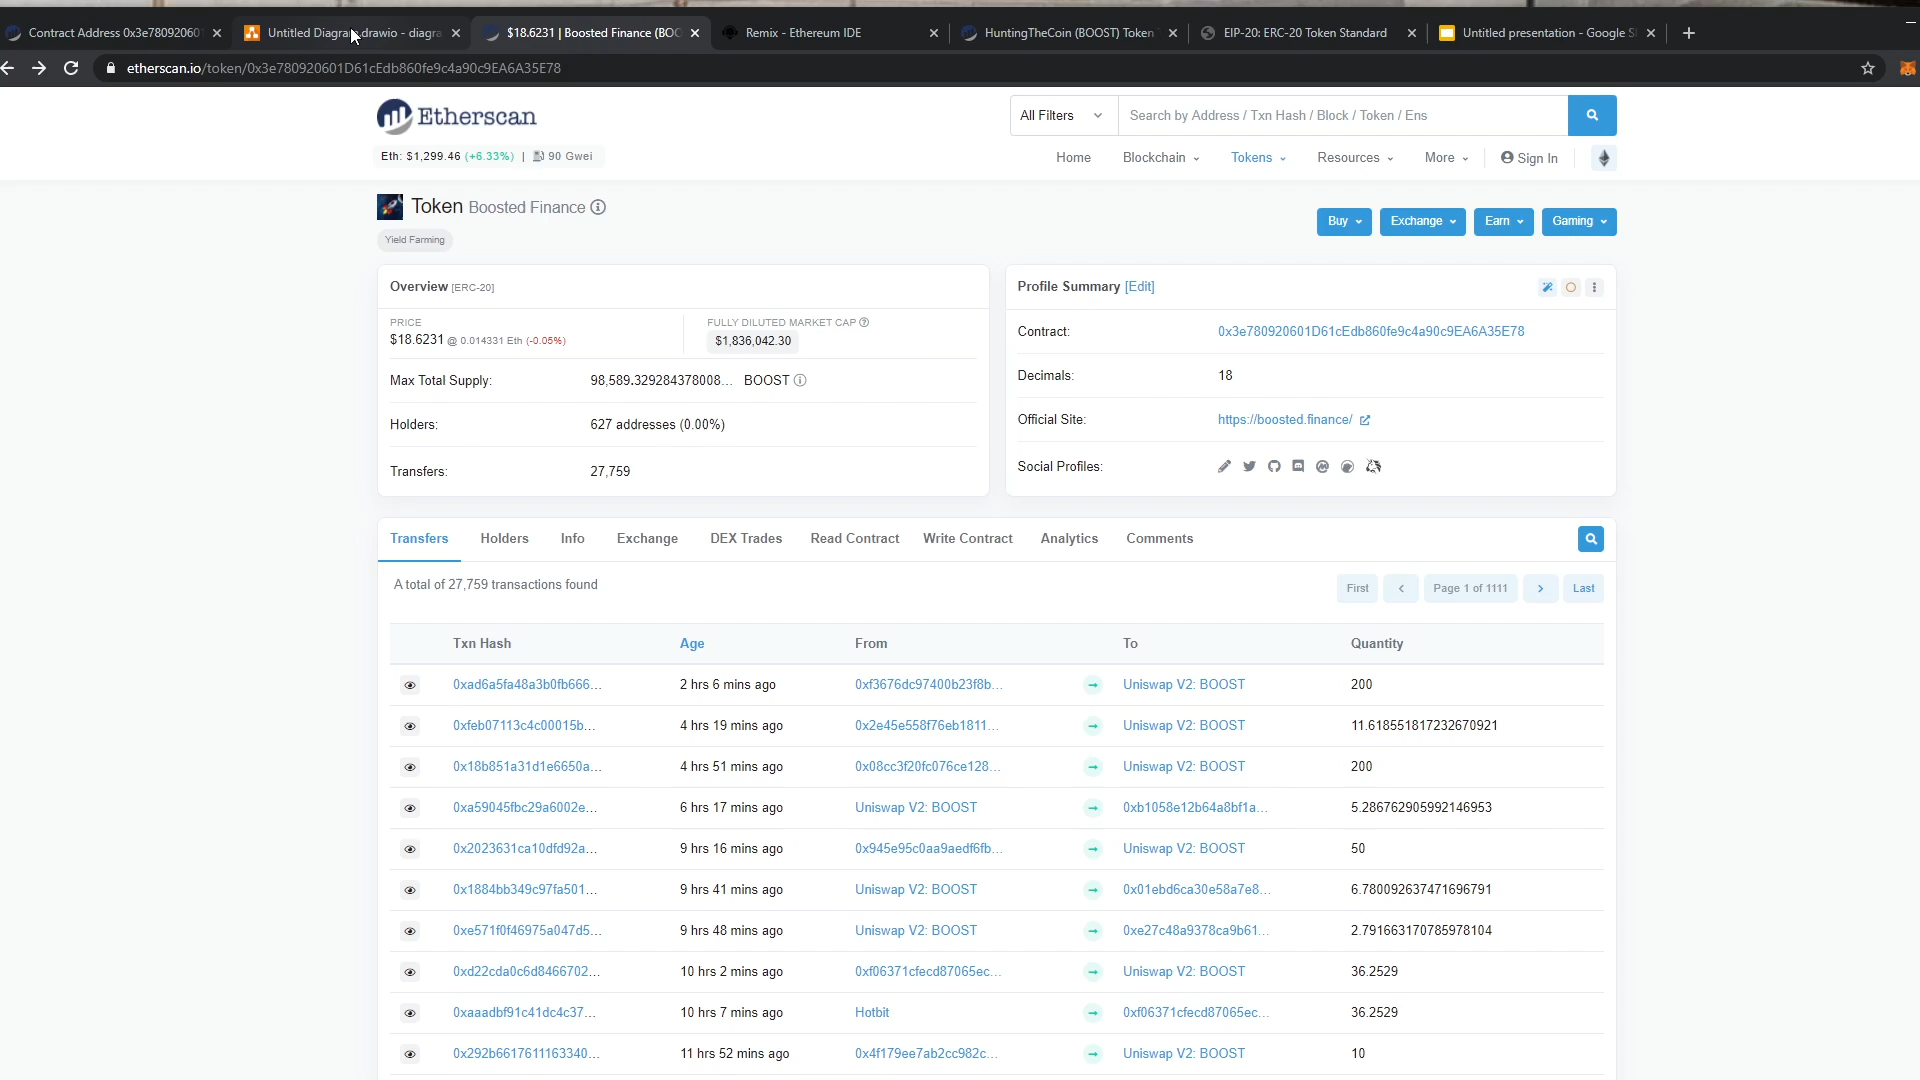 Contract Address 0x3e78092060
Untitled Diagram.drawio - diagra
$18.6231 | Boosted Finance (BOO
Remix - Ethereum IDE
HuntingTheCoin (BOOST) Token
EIP-20: ERC-20 Token Standard
Untitled presentation - Google Sl
etherscan.io/token/0x3e780920601D61cEdb860fe9c4a90c9EA6A35E78
Etherscan
All Filters
Search by Address / Txn Hash / Block / Token / Ens
Eth: $1,299.46 (+6.33%) | 90 Gwei
Home Blockchain Tokens Resources More Sign In
Token Boosted Finance
Yield Farming
Buy Exchange Earn Gaming
Overview [ERC-20]
PRICE
$18.6231 @ 0.014331 Eth (-0.05%)
FULLY DILUTED MARKET CAP
$1,836,042.30
Max Total Supply: 98,589.329284378008... BOOST
Holders: 627 addresses (0.00%)
Transfers: 27,759
Profile Summary [Edit]
Contract: 0x3e780920601D61cEdb860fe9c4a90c9EA6A35E78
Decimals: 18
Official Site: https://boosted.finance/
Social Profiles:
Transfers Holders Info Exchange DEX Trades Read Contract Write Contract Analytics Comments
A total of 27,759 transactions found
First Page 1 of 1111 Last
Txn Hash Age From To Quantity
0xad6a5fa48a3b0fb666... 2 hrs 6 mins ago 0xf3676dc97400b23f8b... Uniswap V2: BOOST 200
0xfeb07113c4c00015b... 4 hrs 19 mins ago 0x2e45e558f76eb1811... Uniswap V2: BOOST 11.618551817232670921
0x18b851a31d1e6650a... 4 hrs 51 mins ago 0x08cc3f20fc076ce128... Uniswap V2: BOOST 200
0xa59045fbc29a6002e... 6 hrs 17 mins ago Uniswap V2: BOOST 0xb1058e12b64a8bf1a... 5.286762905992146953
0x2023631ca10dfd92a... 9 hrs 16 mins ago 0x945e95c0aa9aedf6fb... Uniswap V2: BOOST 50
0x1884bb349c97fa501... 9 hrs 41 mins ago Uniswap V2: BOOST 0x01ebd6ca30e58a7e8... 6.780092637471696791
0xe571f0f46975a047d5... 9 hrs 48 mins ago Uniswap V2: BOOST 0xe27c48a9378ca9b61... 2.791663170785978104
0xd22cda0c6d8466702... 10 hrs 2 mins ago 0xf06371cfecd87065ec... Uniswap V2: BOOST 36.2529
0xaaadbf91c41dc4c37... 10 hrs 7 mins ago Hotbit 0xf06371cfecd87065ec... 36.2529
0x292b6617611163340... 11 hrs 52 mins ago 0x4f179ee7ab2cc982c... Uniswap V2: BOOST 10